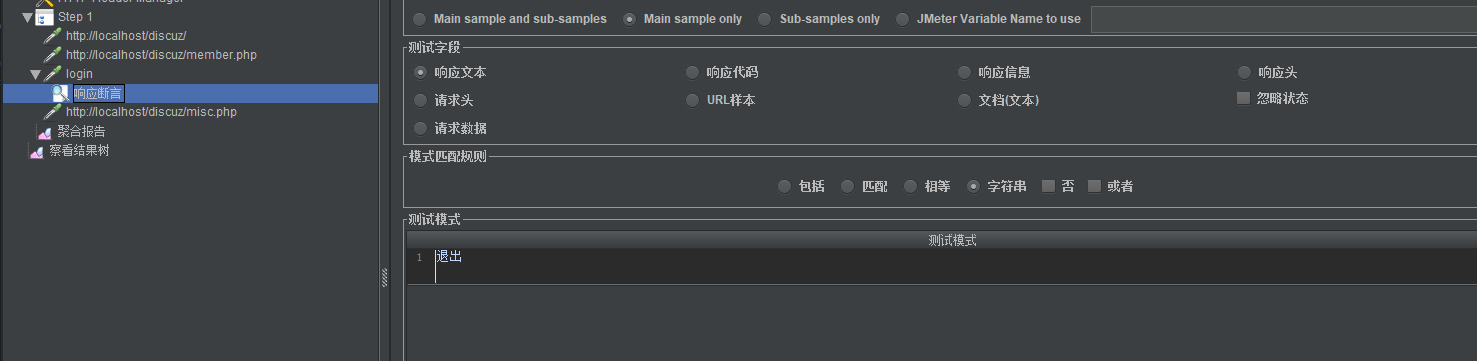 Step 1
http://localhost/discuz/
http://localhost/discuz/member.php
login
响应断言
http://localhost/discuz/misc.php
聚合报告
察看结果树
Main sample and sub-samples Main sample only Sub-samples only JMeter Variable Name to use
测试字段
响应文本 响应代码 响应信息 响应头
请求头 URL样本 文档(文本) 忽略状态
请求数据
模式匹配规则
包括 匹配 相等 字符串 否 或者
测试模式
测试模式
1 退出